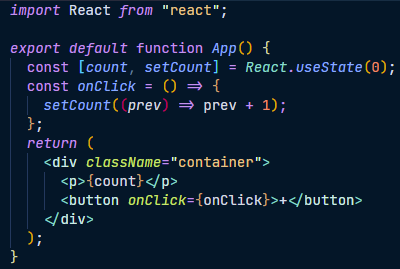 import React from "react";

export default function App() {
  const [count, setCount] = React.useState(0);
  const onClick = () => {
    setCount((prev) => prev + 1);
  };
  return (
    <div className="container">
      <p>{count}</p>
      <button onClick={onClick}>+</button>
    </div>
  );
}